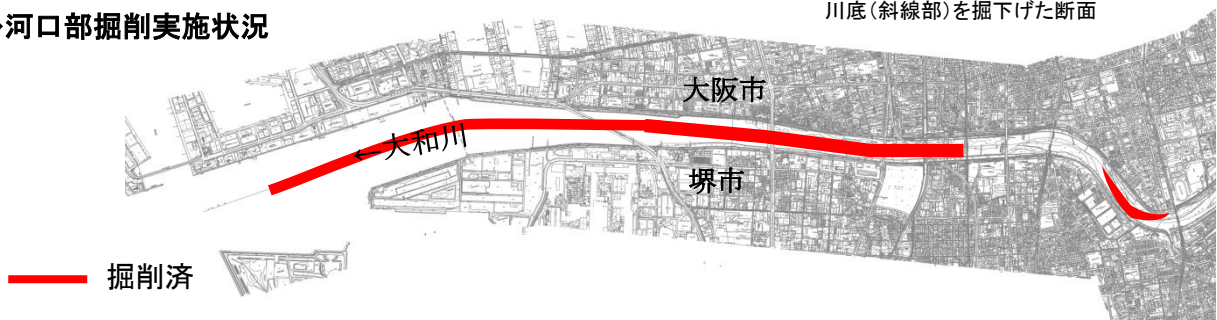 川底(斜線部)を掘下げた断面
河口部掘削実施状況
大阪市
←大和川
堺市
掘削済